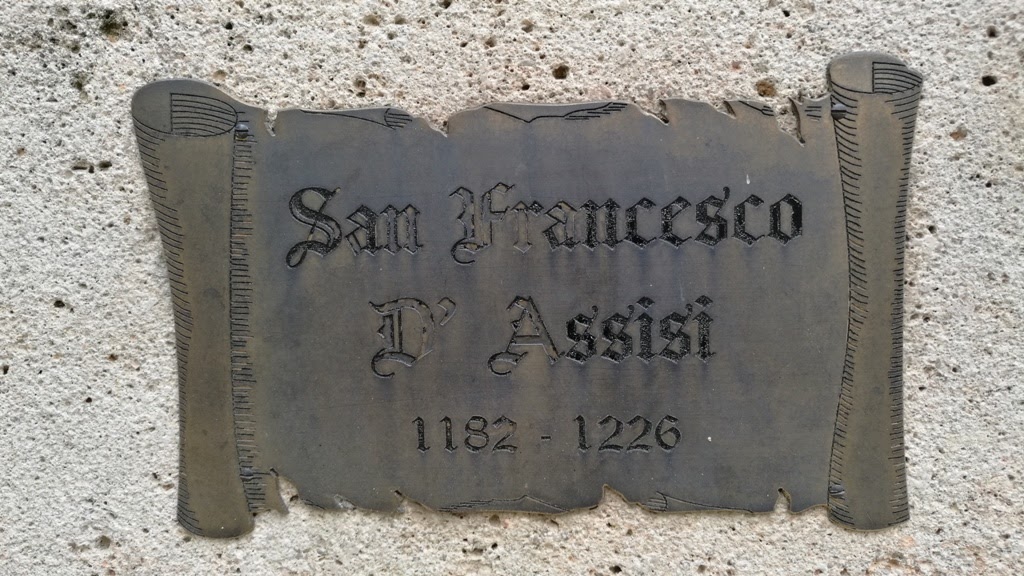 San Francesco
D' Assisi
1182 - 1226